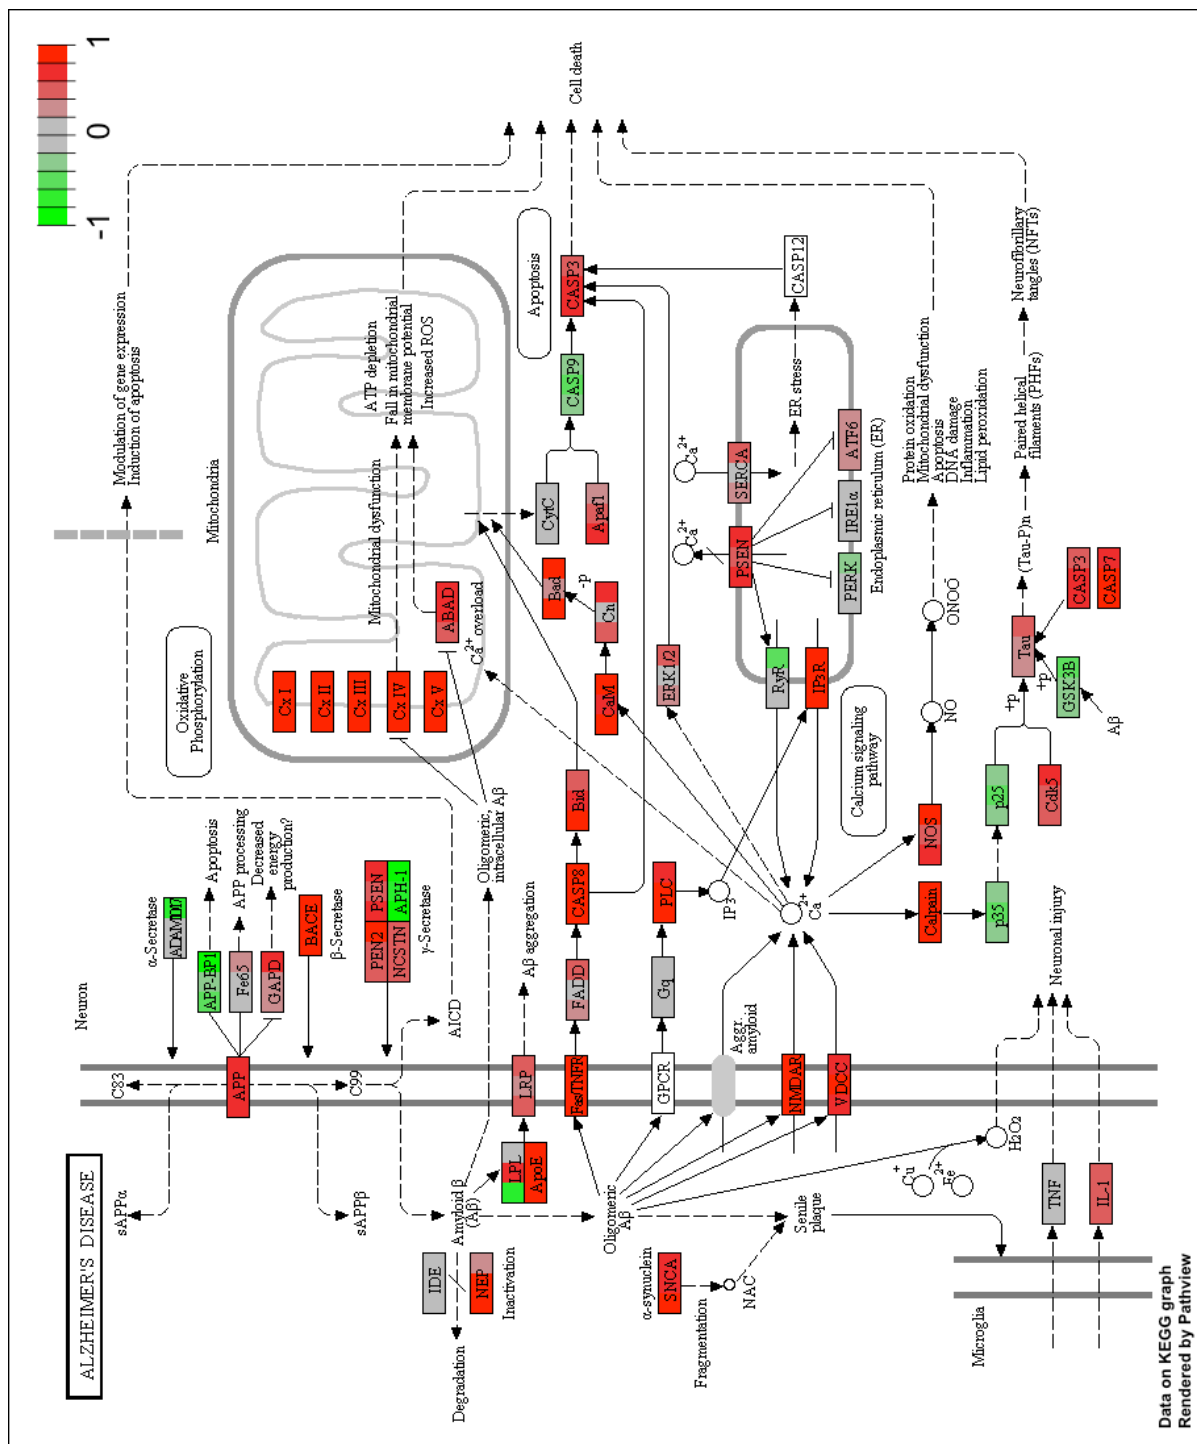 ALZHEIMER'S DISEASE
-1
0
1
Neuron
Mitochondria
Oxidative
Phosphorylation
Modulation of gene expression
Induction of apoptosis
sAPPα
C83
α-Secretase
ADAM10
APP-BP1
Apoptosis
Fe65
APP processing
GAPD
Decreased
energy
production?
APP
BACE
β-Secretase
sAPPβ
C99
PEN2
PSEN
NCSTN
APH-1
γ-Secretase
AICD
Cx I
Cx II
Cx III
Cx IV
Cx V
Mitochondrial dysfunction
ABAD
ATP depletion
Fall in mitochondrial
membrane potential
Increased ROS
Ca2+ overload
IDE
NEP
Degradation
Inactivation
Amyloid β
(Aβ)
Oligomeric,
intracellular Aβ
LPL
ApoE
LRP
Aβ aggregation
Fas/TNFR
FADD
CASP8
Bid
Bad
-p
Cn
CaM
CytC
Apaf1
CASP9
Apoptosis
CASP3
Cell death
Oligomeric
Aβ
GPCR
Gq
PLC
IP3
ERK1/2
α-synuclein
SNCA
Fragmentation
NAC
Senile
plaque
Aggr.
amyloid
NMDAR
VDCC
Ca2+
Calcium signaling
pathway
RyR
IP3R
PSEN
Ca2+
Ca2+
SERCA
ER stress
CASP12
PERK
IRE1α
ATF6
Endoplasmic reticulum (ER)
Cu+
Fe2+
H2O2
Calpain
NOS
NO
ONOO-
Protein oxidation
Mitochondrial dysfunction
Apoptosis
DNA damage
Inflammation
Lipid peroxidation
Microglia
TNF
IL-1
Neuronal injury
p35
p25
Cdk5
+p
+p
GSK3B
Aβ
Tau
CASP3
CASP7
(Tau-P)n
Paired helical
filaments (PHFs)
Neurofibrillary
tangles (NFTs)
Data on KEGG graph
Rendered by Pathview